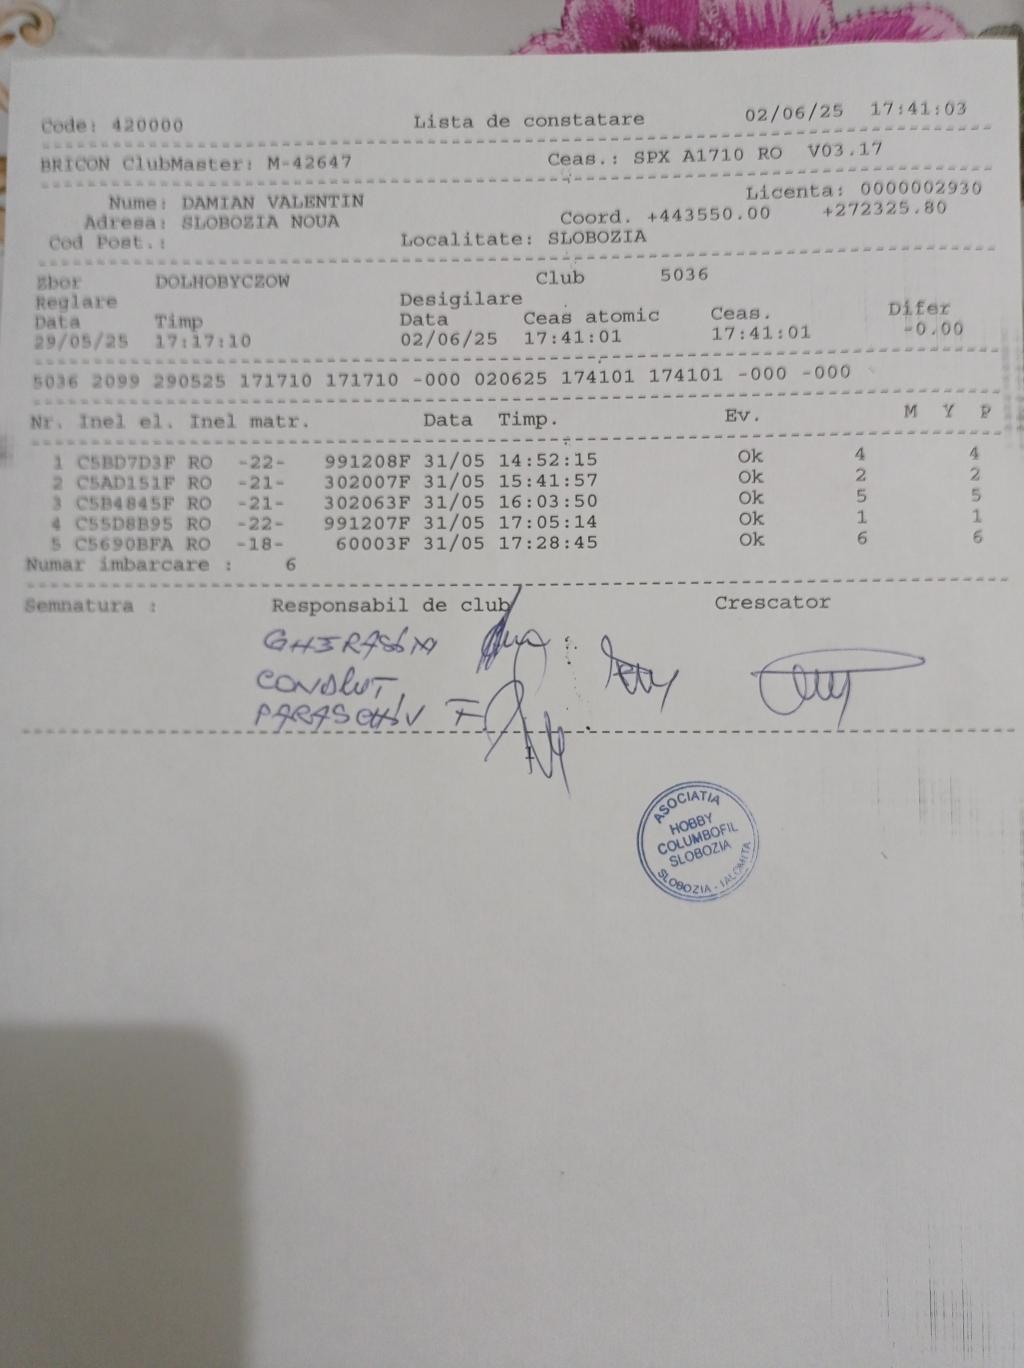 Code: 420000 Lista de constatare 02/06/25 17:41:03
BRICON ClubMaster: M-42647 Ceas.: SPX A1710 RO V03.17
Licenta: 0000002930
Nume: DAMIAN VALENTIN
Adresa: SLOBOZIA NOUA Coord. +443550.00 +272325.80
Cod Post.: Localitate: SLOBOZIA
Zbor DOLHOBYCZOW Club 5036
Reglare Desigilare
Data Timp Data Ceas atomic Ceas. Difer
29/05/25 17:17:10 02/06/25 17:41:01 17:41:01 -0.00
5036 2099 290525 171710 171710 -000 020625 174101 174101 -000 -000
Nr. Inel el. Inel matr. Data Timp. Ev. M Y P
1 C5BD7D3F RO -22- 991208F 31/05 14:52:15 Ok 4 4
2 C5AD151F RO -21- 302007F 31/05 15:41:57 Ok 2 2
3 C5B4845F RO -21- 302063F 31/05 16:03:50 Ok 5 5
4 C55D8B95 RO -22- 991207F 31/05 17:05:14 Ok 1 1
5 C5690BFA RO -18- 60003F 31/05 17:28:45 Ok 6 6
Numar imbarcare : 6
Semnatura : Responsabil de club Crescator
GHERASIM
PARASCHIV F
ASOCIATIA
HOBBY
COLUMBOFIL
SLOBOZIA
SLOBOZIA - IALOMITA